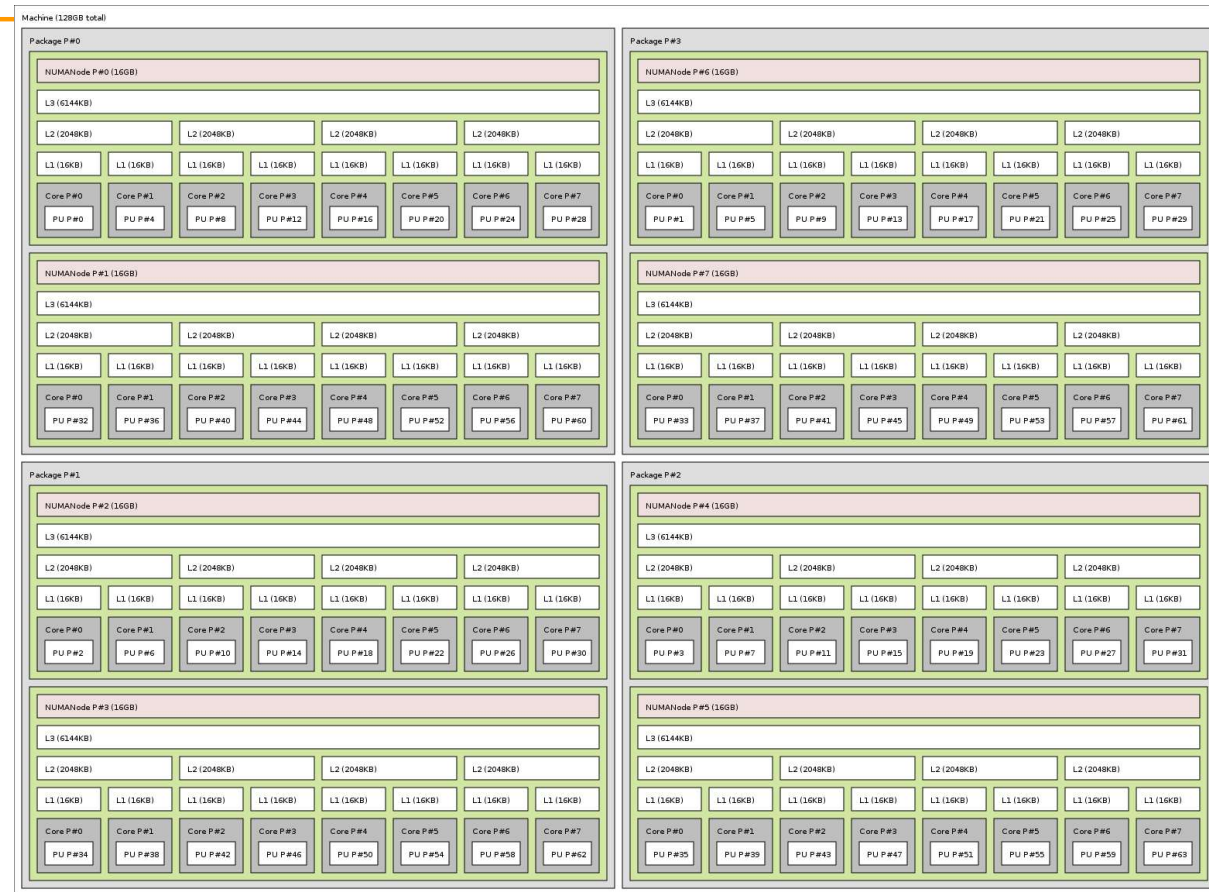 Machine (128GB total)
Package P#0
NUMANode P#0 (16GB)
L3 (6144KB)
L2 (2048KB) L2 (2048KB) L2 (2048KB) L2 (2048KB)
L1 (16KB) L1 (16KB) L1 (16KB) L1 (16KB) L1 (16KB) L1 (16KB) L1 (16KB) L1 (16KB)
Core P#0 Core P#1 Core P#2 Core P#3 Core P#4 Core P#5 Core P#6 Core P#7
PU P#0 PU P#4 PU P#8 PU P#12 PU P#16 PU P#20 PU P#24 PU P#28
NUMANode P#1 (16GB)
L3 (6144KB)
L2 (2048KB) L2 (2048KB) L2 (2048KB) L2 (2048KB)
L1 (16KB) L1 (16KB) L1 (16KB) L1 (16KB) L1 (16KB) L1 (16KB) L1 (16KB) L1 (16KB)
Core P#0 Core P#1 Core P#2 Core P#3 Core P#4 Core P#5 Core P#6 Core P#7
PU P#32 PU P#36 PU P#40 PU P#44 PU P#48 PU P#52 PU P#56 PU P#60
Package P#3
NUMANode P#6 (16GB)
L3 (6144KB)
L2 (2048KB) L2 (2048KB) L2 (2048KB) L2 (2048KB)
L1 (16KB) L1 (16KB) L1 (16KB) L1 (16KB) L1 (16KB) L1 (16KB) L1 (16KB) L1 (16KB)
Core P#0 Core P#1 Core P#2 Core P#3 Core P#4 Core P#5 Core P#6 Core P#7
PU P#1 PU P#5 PU P#9 PU P#13 PU P#17 PU P#21 PU P#25 PU P#29
NUMANode P#7 (16GB)
L3 (6144KB)
L2 (2048KB) L2 (2048KB) L2 (2048KB) L2 (2048KB)
L1 (16KB) L1 (16KB) L1 (16KB) L1 (16KB) L1 (16KB) L1 (16KB) L1 (16KB) L1 (16KB)
Core P#0 Core P#1 Core P#2 Core P#3 Core P#4 Core P#5 Core P#6 Core P#7
PU P#33 PU P#37 PU P#41 PU P#45 PU P#49 PU P#53 PU P#57 PU P#61
Package P#1
NUMANode P#2 (16GB)
L3 (6144KB)
L2 (2048KB) L2 (2048KB) L2 (2048KB) L2 (2048KB)
L1 (16KB) L1 (16KB) L1 (16KB) L1 (16KB) L1 (16KB) L1 (16KB) L1 (16KB) L1 (16KB)
Core P#0 Core P#1 Core P#2 Core P#3 Core P#4 Core P#5 Core P#6 Core P#7
PU P#2 PU P#6 PU P#10 PU P#14 PU P#18 PU P#22 PU P#26 PU P#30
NUMANode P#3 (16GB)
L3 (6144KB)
L2 (2048KB) L2 (2048KB) L2 (2048KB) L2 (2048KB)
L1 (16KB) L1 (16KB) L1 (16KB) L1 (16KB) L1 (16KB) L1 (16KB) L1 (16KB) L1 (16KB)
Core P#0 Core P#1 Core P#2 Core P#3 Core P#4 Core P#5 Core P#6 Core P#7
PU P#34 PU P#38 PU P#42 PU P#46 PU P#50 PU P#54 PU P#58 PU P#62
Package P#2
NUMANode P#4 (16GB)
L3 (6144KB)
L2 (2048KB) L2 (2048KB) L2 (2048KB) L2 (2048KB)
L1 (16KB) L1 (16KB) L1 (16KB) L1 (16KB) L1 (16KB) L1 (16KB) L1 (16KB) L1 (16KB)
Core P#0 Core P#1 Core P#2 Core P#3 Core P#4 Core P#5 Core P#6 Core P#7
PU P#3 PU P#7 PU P#11 PU P#15 PU P#19 PU P#23 PU P#27 PU P#31
NUMANode P#5 (16GB)
L3 (6144KB)
L2 (2048KB) L2 (2048KB) L2 (2048KB) L2 (2048KB)
L1 (16KB) L1 (16KB) L1 (16KB) L1 (16KB) L1 (16KB) L1 (16KB) L1 (16KB) L1 (16KB)
Core P#0 Core P#1 Core P#2 Core P#3 Core P#4 Core P#5 Core P#6 Core P#7
PU P#35 PU P#39 PU P#43 PU P#47 PU P#51 PU P#55 PU P#59 PU P#63